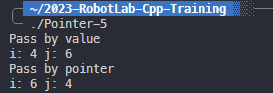 ~/2023-RobotLab-Cpp-Training
./Pointer-5
Pass by value
i: 4 j: 6
Pass by pointer
i: 6 j: 4